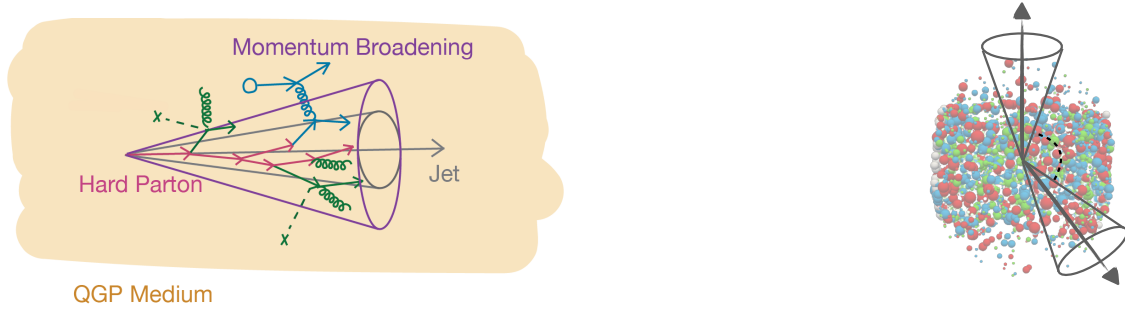 Momentum Broadening
x
Hard Parton
Jet
x
QGP Medium